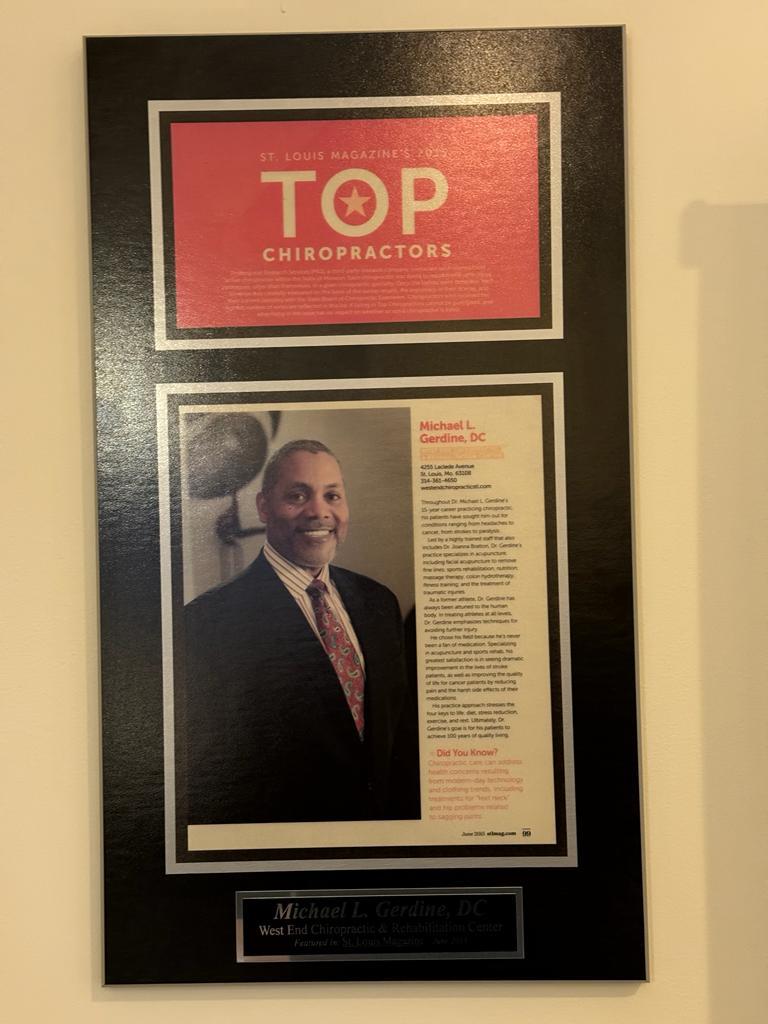 ST. LOUIS MAGAZINE'S 2015
TOP
CHIROPRACTORS
Michael L.
Gerdine, DC
4255 Laclede Avenue
St. Louis, Mo. 63108
314-361-4650
westendchiropracticstl.com
Throughout Dr. Michael L. Gerdine's
15-year career practicing chiropractic,
his patients have sought him out for
conditions ranging from headaches to
cancer, from strokes to paralysis.
Led by a highly trained staff that also
includes Dr. Joanna Bratton, Dr. Gerdine's
practice specializes in acupuncture,
including facial acupuncture to remove
fine lines; sports rehabilitation; nutrition;
massage therapy; colon hydrotherapy;
fitness training; and the treatment of
traumatic injuries.
As a former athlete, Dr. Gerdine has
always been attuned to the human
body. In treating athletes at all levels,
Dr. Gerdine emphasizes techniques for
avoiding further injury.
He chose his field because he's never
been a fan of medication. Specializing
in acupuncture and sports rehab, his
greatest satisfaction is in seeing dramatic
improvement in the lives of stroke
patients, as well as improving the quality
of life for cancer patients by reducing
pain and the harsh side effects of their
medications.
His practice approach stresses the
four keys to life: diet, stress reduction,
exercise, and rest. Ultimately, Dr.
Gerdine's goal is for his patients to
achieve 100 years of quality living.
Did You Know?
Chiropractic care can address
health concerns resulting
from modern-day technology
and clothing trends, including
treatments for "text neck"
and hip problems related
to sagging pants.
June 2015 stlmag.com 99
Michael L. Gerdine, DC
West End Chiropractic & Rehabilitation Center
Featured in: St. Louis Magazine June 2015